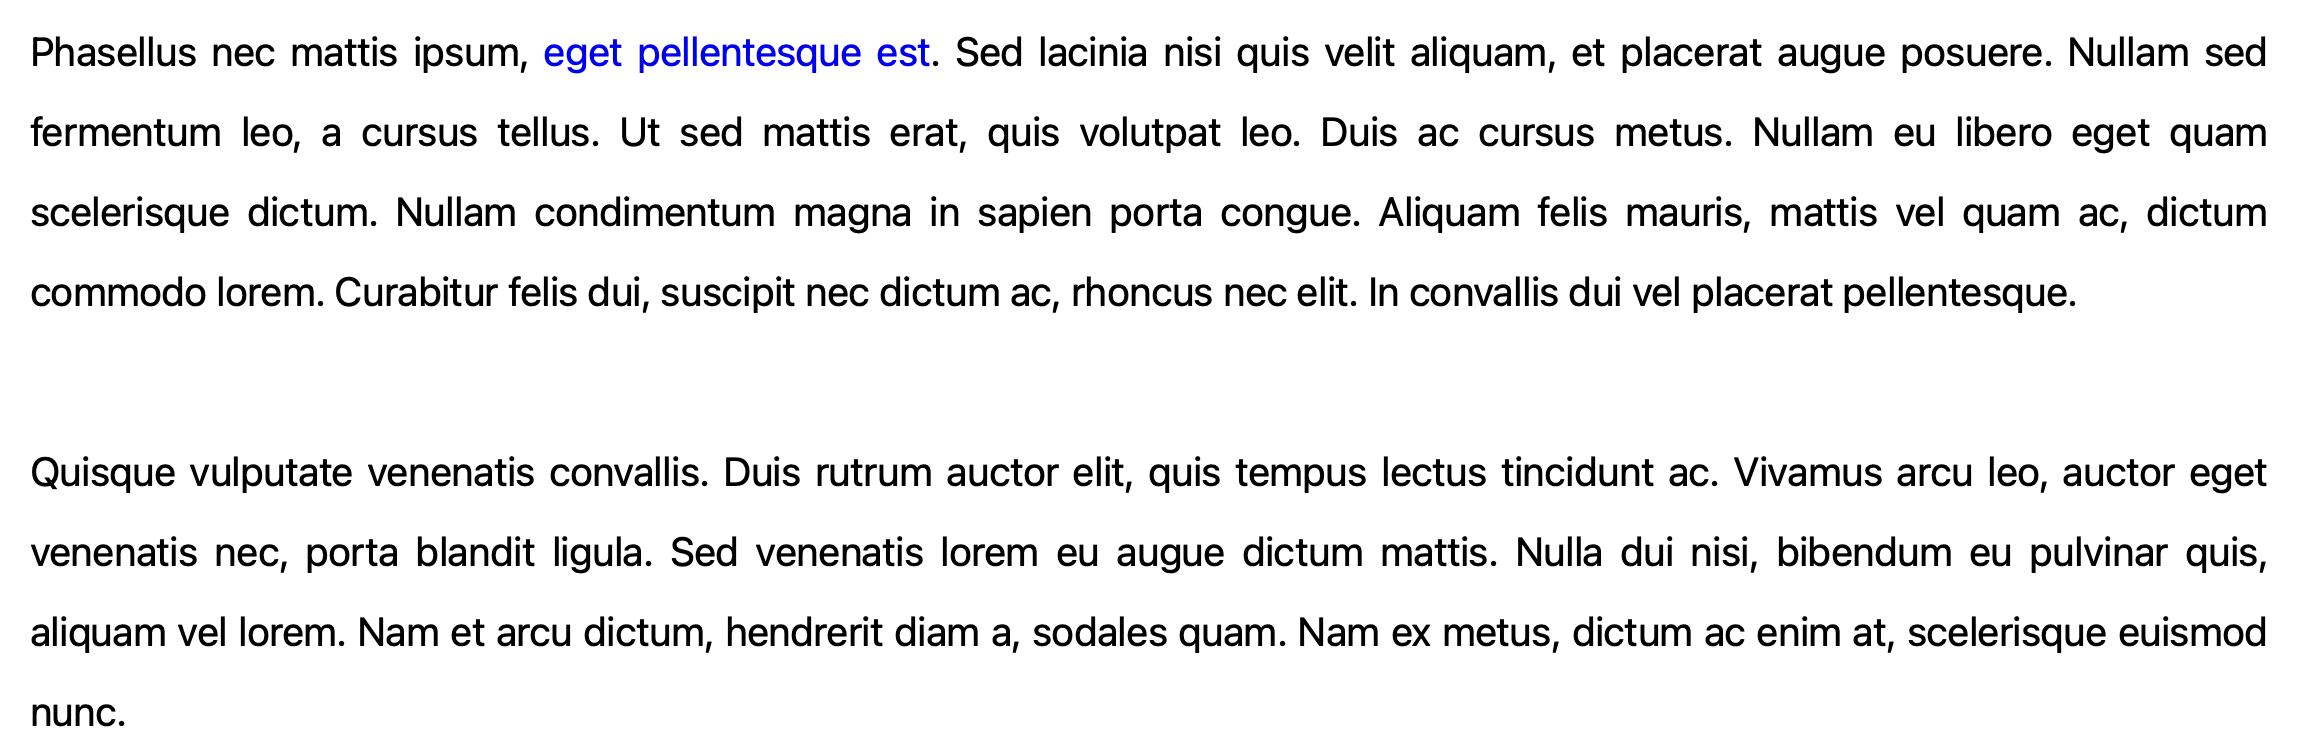 Phasellus nec mattis ipsum, eget pellentesque est. Sed lacinia nisi quis velit aliquam, et placerat augue posuere. Nullam sed
fermentum leo, a cursus tellus. Ut sed mattis erat, quis volutpat leo. Duis ac cursus metus. Nullam eu libero eget quam
scelerisque dictum. Nullam condimentum magna in sapien porta congue. Aliquam felis mauris, mattis vel quam ac, dictum
commodo lorem. Curabitur felis dui, suscipit nec dictum ac, rhoncus nec elit. In convallis dui vel placerat pellentesque.
Quisque vulputate venenatis convallis. Duis rutrum auctor elit, quis tempus lectus tincidunt ac. Vivamus arcu leo, auctor eget
venenatis nec, porta blandit ligula. Sed venenatis lorem eu augue dictum mattis. Nulla dui nisi, bibendum eu pulvinar quis,
aliquam vel lorem. Nam et arcu dictum, hendrerit diam a, sodales quam. Nam ex metus, dictum ac enim at, scelerisque euismod
nunc.